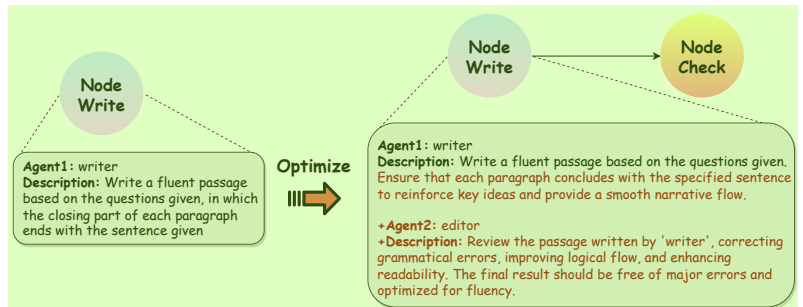 Node
Write
Agent1: writer
Description: Write a fluent passage
based on the questions given, in which
the closing part of each paragraph
ends with the sentence given
Optimize
Node
Write
Node
Check
Agent1: writer
Description: Write a fluent passage based on the questions given.
Ensure that each paragraph concludes with the specified sentence
to reinforce key ideas and provide a smooth narrative flow.
+Agent2: editor
+Description: Review the passage written by 'writer', correcting
grammatical errors, improving logical flow, and enhancing
readability. The final result should be free of major errors and
optimized for fluency.